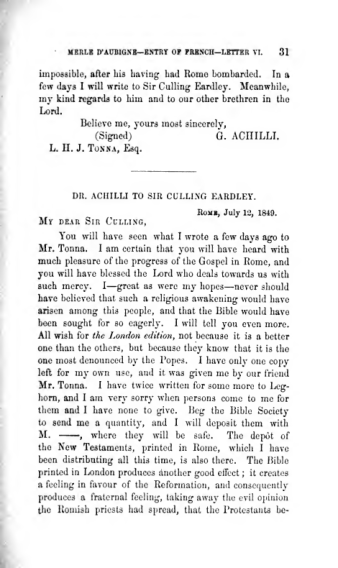 MERLE D'AUBIGNE—ENTRY OF FRENCH—LETTER VI. 31
impossible, after his having had Rome bombarded. In a
few days I will write to Sir Culling Eardley. Meanwhile,
my kind regards to him and to our other brethren in the
Lord.
Believe me, yours most sincerely,
(Signed) G. ACHILLI.
L. H. J. TONNA, Esq.
DR. ACHILLI TO SIR CULLING EARDLEY.
ROME, July 12, 1849.
MY DEAR SIR CULLING,
You will have seen what I wrote a few days ago to
Mr. Tonna. I am certain that you will have heard with
much pleasure of the progress of the Gospel in Rome, and
you will have blessed the Lord who deals towards us with
such mercy. I—great as were my hopes—never should
have believed that such a religious awakening would have
arisen among this people, and that the Bible would have
been sought for so eagerly. I will tell you even more.
All wish for the London edition, not because it is a better
one than the others, but because they know that it is the
one most denounced by the Popes. I have only one copy
left for my own use, and it was given me by our friend
Mr. Tonna. I have twice written for some more to Leg-
horn, and I am very sorry when persons come to me for
them and I have none to give. Beg the Bible Society
to send me a quantity, and I will deposit them with
M. ——, where they will be safe. The depôt of
the New Testaments, printed in Rome, which I have
been distributing all this time, is also there. The Bible
printed in London produces another good effect; it creates
a feeling in favour of the Reformation, and consequently
produces a fraternal feeling, taking away the evil opinion
the Romish priests had spread, that the Protestants be-